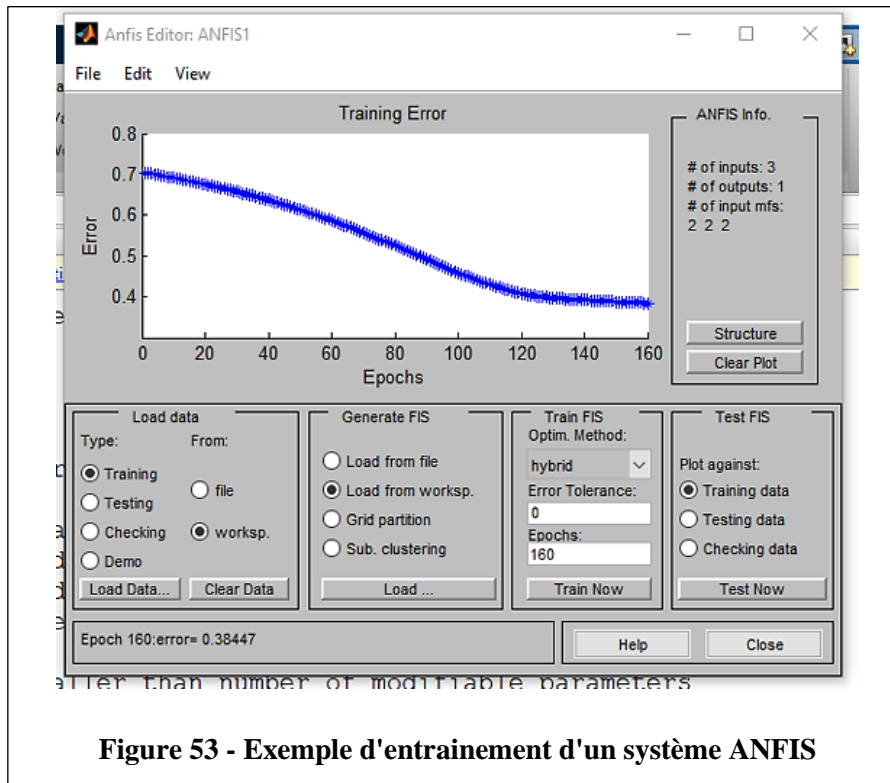 Anfis Editor: ANFIS1
File Edit View
Training Error
0.8
0.7
0.6
0.5
0.4
Error
0 20 40 60 80 100 120 140 160
Epochs
ANFIS Info.
# of inputs: 3
# of outputs: 1
# of input mfs:
2 2 2
Structure
Clear Plot
Load data
Type: From:
Training
Testing
Checking
Demo
file
worksp.
Load Data... Clear Data
Generate FIS
Load from file
Load from worksp.
Grid partition
Sub. clustering
Load ...
Train FIS
Optim. Method:
hybrid
Error Tolerance:
0
Epochs:
160
Train Now
Test FIS
Plot against:
Training data
Testing data
Checking data
Test Now
Epoch 160:error= 0.38447
Help Close
than number of modifiable parameters
Figure 53 - Exemple d'entrainement d'un système ANFIS